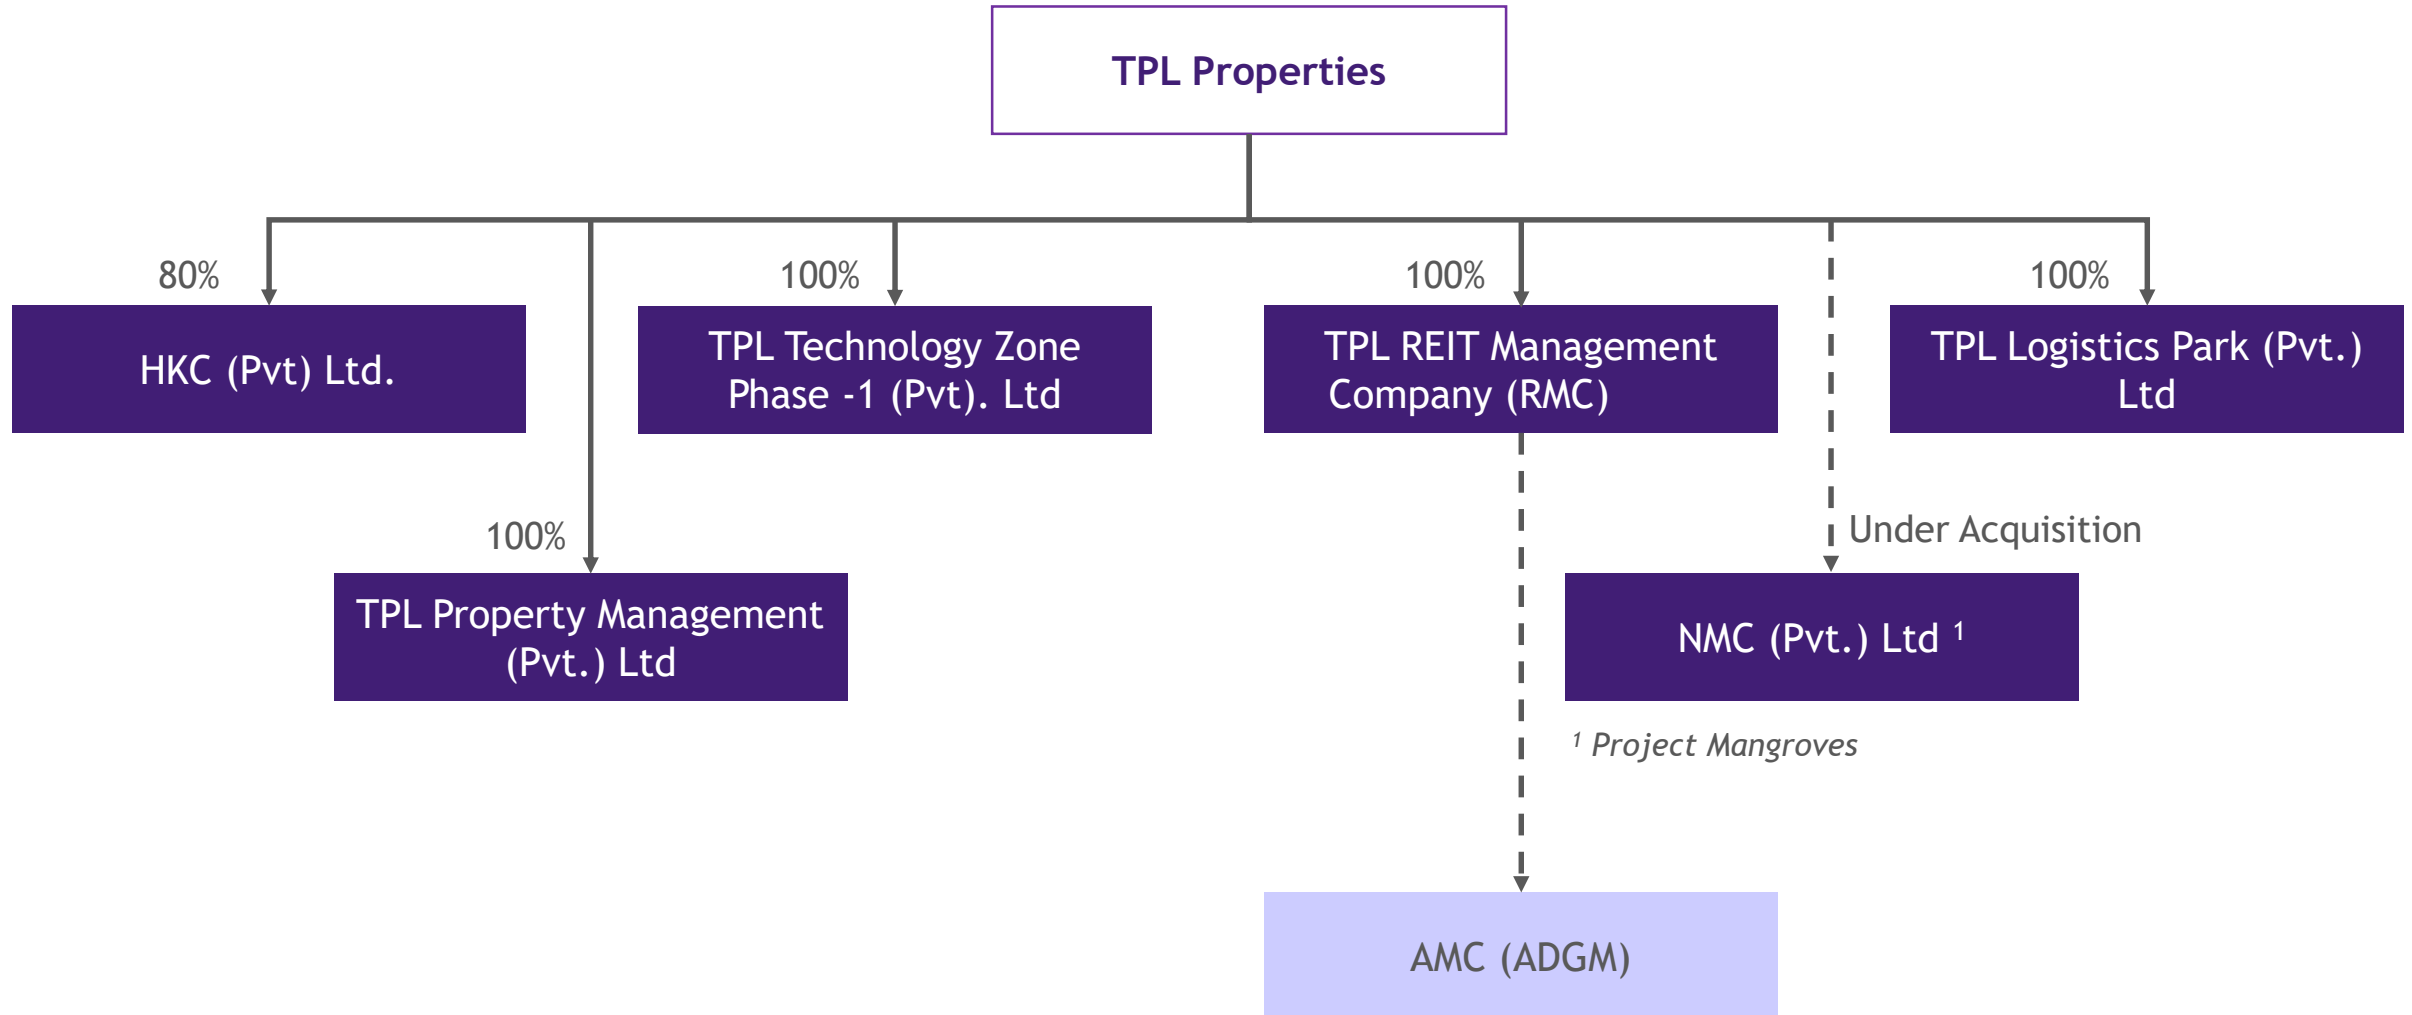 TPL Properties
80%
100%
100%
100%
HKC (Pvt) Ltd.
TPL Technology Zone
Phase -1 (Pvt). Ltd
TPL REIT Management
Company (RMC)
TPL Logistics Park (Pvt.)
Ltd
100%
Under Acquisition
TPL Property Management
(Pvt.) Ltd
NMC (Pvt.) Ltd ¹
¹ Project Mangroves
AMC (ADGM)